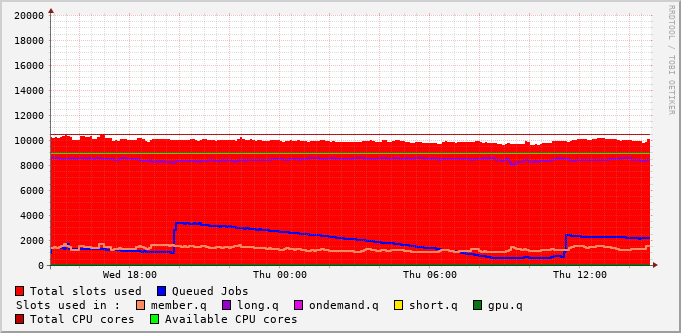 RRDTOOL / TOBI OETIKER
20000
18000
16000
14000
12000
10000
8000
6000
4000
2000
0
Wed 18:00 Thu 00:00 Thu 06:00 Thu 12:00
Total slots used Queued Jobs
Slots used in : member.q long.q ondemand.q short.q gpu.q
Total CPU cores Available CPU cores